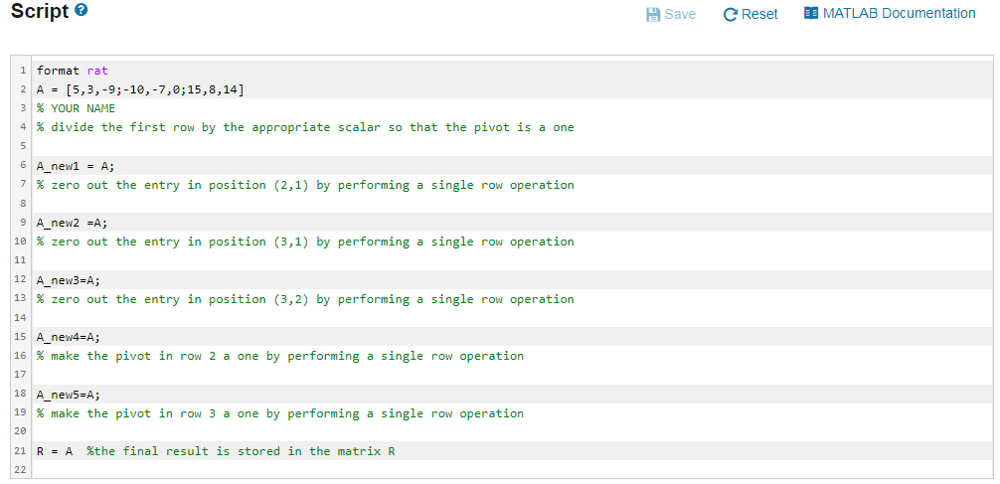 Script ?
Save Reset MATLAB Documentation
1 format rat
2 A = [5,3,-9;-10,-7,0;15,8,14]
3 % YOUR NAME
4 % divide the first row by the appropriate scalar so that the pivot is a one
5
6 A_new1 = A;
7 % zero out the entry in position (2,1) by performing a single row operation
8
9 A_new2 =A;
10 % zero out the entry in position (3,1) by performing a single row operation
11
12 A_new3=A;
13 % zero out the entry in position (3,2) by performing a single row operation
14
15 A_new4=A;
16 % make the pivot in row 2 a one by performing a single row operation
17
18 A_new5=A;
19 % make the pivot in row 3 a one by performing a single row operation
20
21 R = A %the final result is stored in the matrix R
22